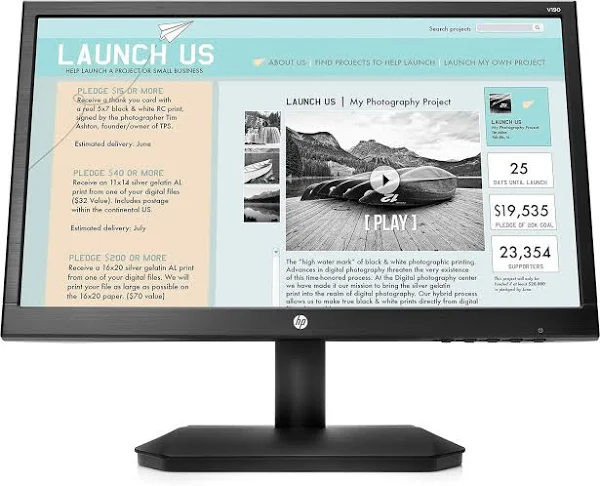 V190
Search projects
LAUNCH US
HELP LAUNCH A PROJECT OR SMALL BUSINESS
ABOUT US | FIND PROJECTS TO HELP LAUNCH | LAUNCH MY OWN PROJECT
PLEDGE $15 OR MORE
Receive a thank you card with
a real 5x7 black & white RC print,
signed by the photographer Tim
Ashton, founder/owner of TPS.
Estimated delivery: June
PLEDGE $40 OR MORE
Receive an 11x14 silver gelatin AL
print from one of your digital files
($32 Value). Includes postage
within the continental US.
Estimated delivery: July
PLEDGE $200 OR MORE
Receive a 16x20 silver gelatin AL print
from one of your digital files. We will
print your file as large as possible on
the 16x20 paper. ($70 value)
LAUNCH US | My Photography Project
12
[ PLAY ]
The "high water mark" of black & white photographic printing.
Advances in digital photography threaten the very existence
of this time-honored process. At the Digital photography center
we have made it our mission to bring the silver gelatin
print into the realm of digital photography. Our hybrid process
allows us to make true black & white prints directly from digital
LAUNCH US
My Photography Project
25
DAYS UNTIL LAUNCH
$19,535
PLEDGE OF 20K GOAL
23,354
SUPPORTERS
This project will only be
funded if at least $20,000
is pledged by June
hp